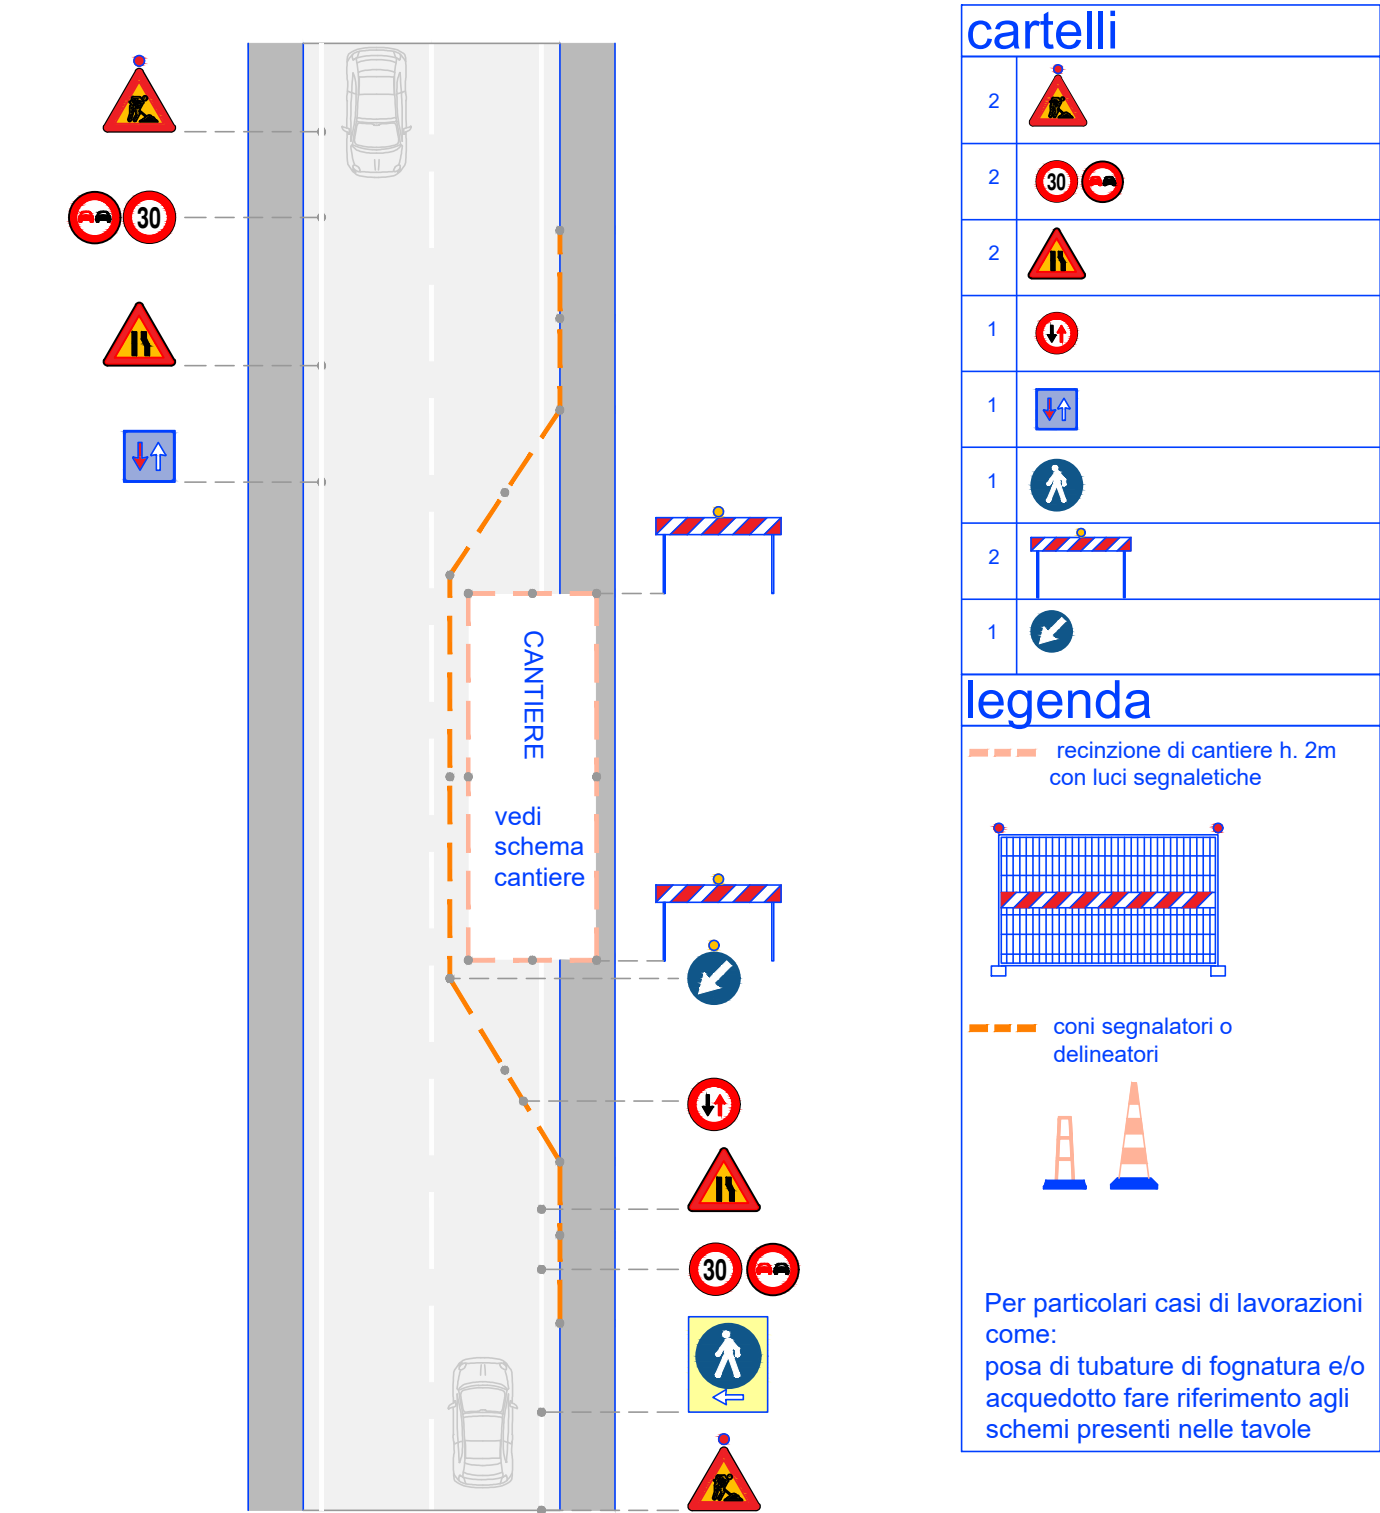 30
CANTIERE
vedi
schema
cantiere
30
cartelli
2
2
30
2
1
1
1
2
1
legenda
recinzione di cantiere h. 2m
con luci segnaletiche
coni segnalatori o
delineatori
Per particolari casi di lavorazioni
come:
posa di tubature di fognatura e/o
acquedotto fare riferimento agli
schemi presenti nelle tavole